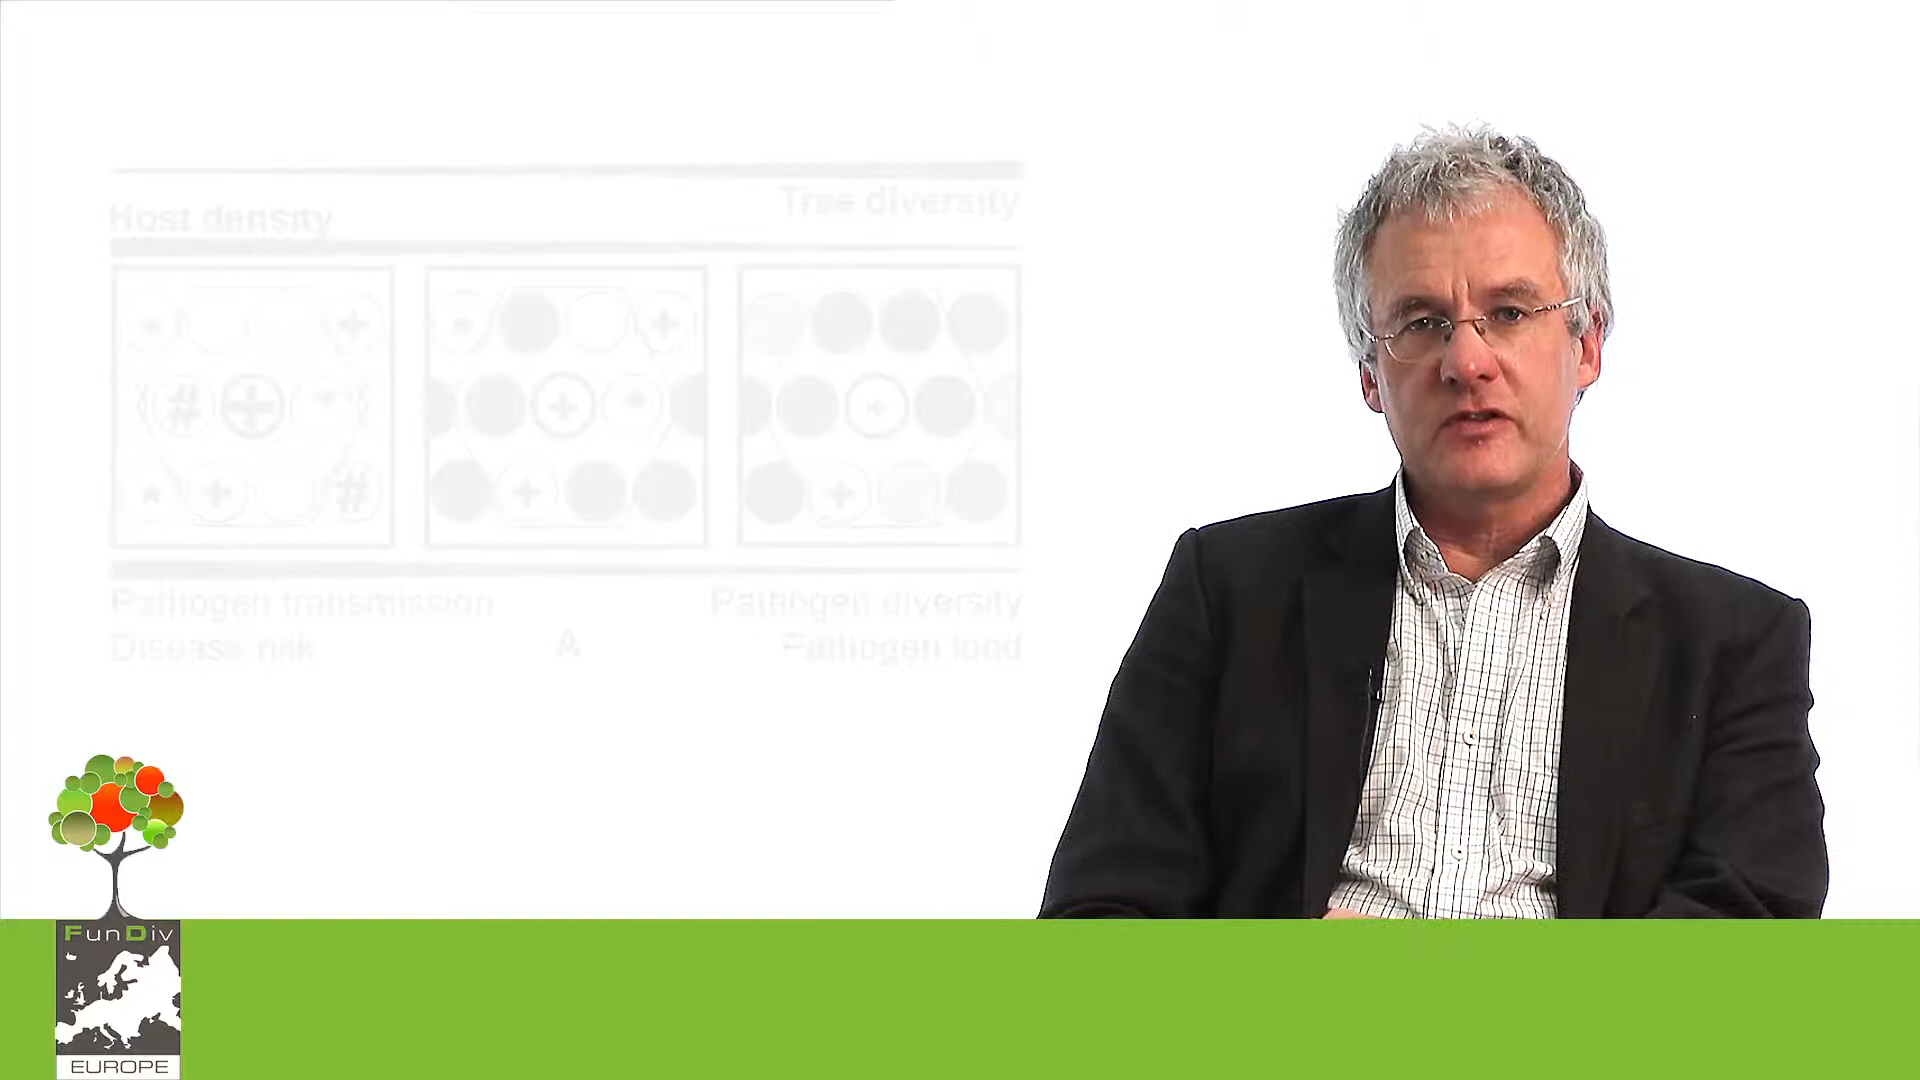 Tree diversity
Host density
* +
* +
# + *
+ *
+
* + #
+
+
Pathogen transmission
Pathogen diversity
Disease risk
A
Pathogen load
FunDiv
EUROPE